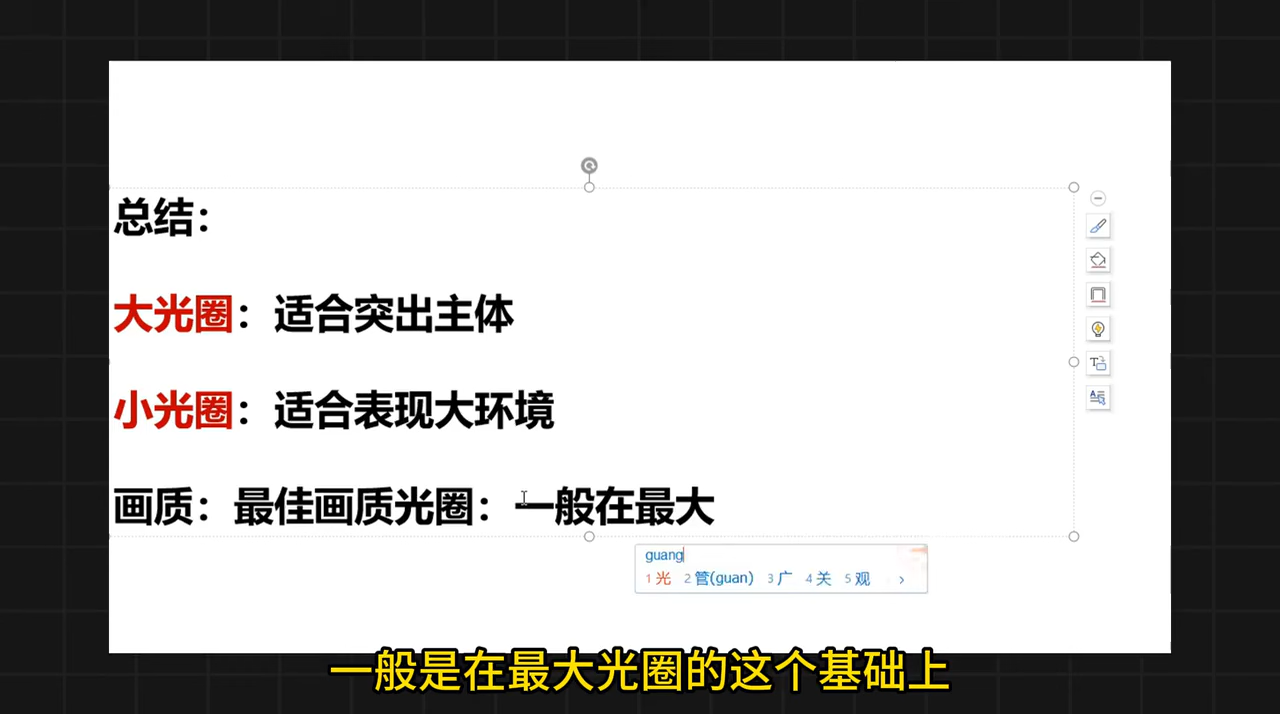 总结：
大光圈：适合突出主体
小光圈：适合表现大环境
画质：最佳画质光圈：一般在最大
guang
1 光 2 管(guan) 3 广 4 关 5 观 >
一般是在最大光圈的这个基础上